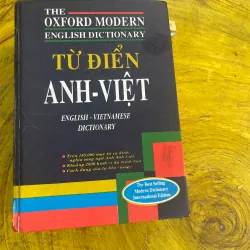 THE
OXFORD MODERN
ENGLISH DICTIONARY
TỪ ĐIỂN
ANH-VIỆT
ENGLISH - VIETNAMESE
DICTIONARY
The Best Selling
Modern Dictionary
International Edition